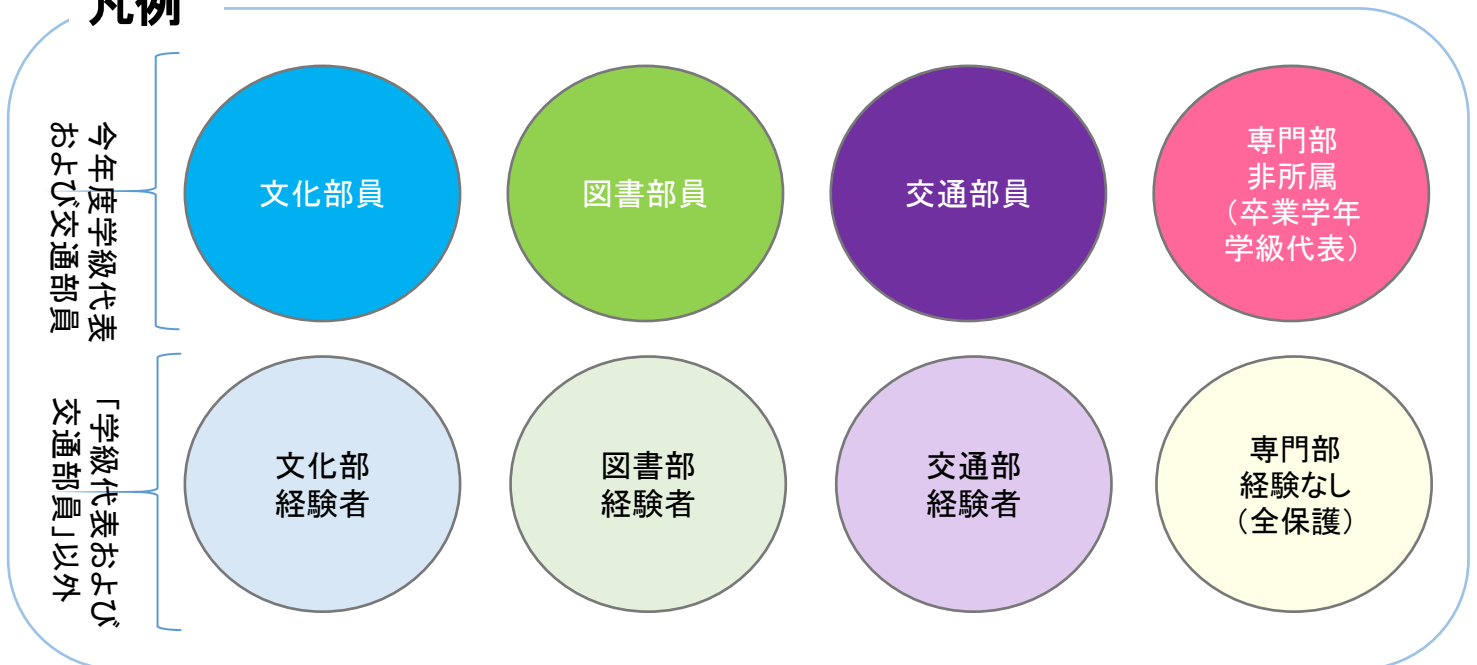 凡例
今年度学級代表
および交通部員
文化部員
図書部員
交通部員
専門部
非所属
（卒業学年
学級代表）
「学級代表および
交通部員」以外
文化部
経験者
図書部
経験者
交通部
経験者
専門部
経験なし
（全保護）